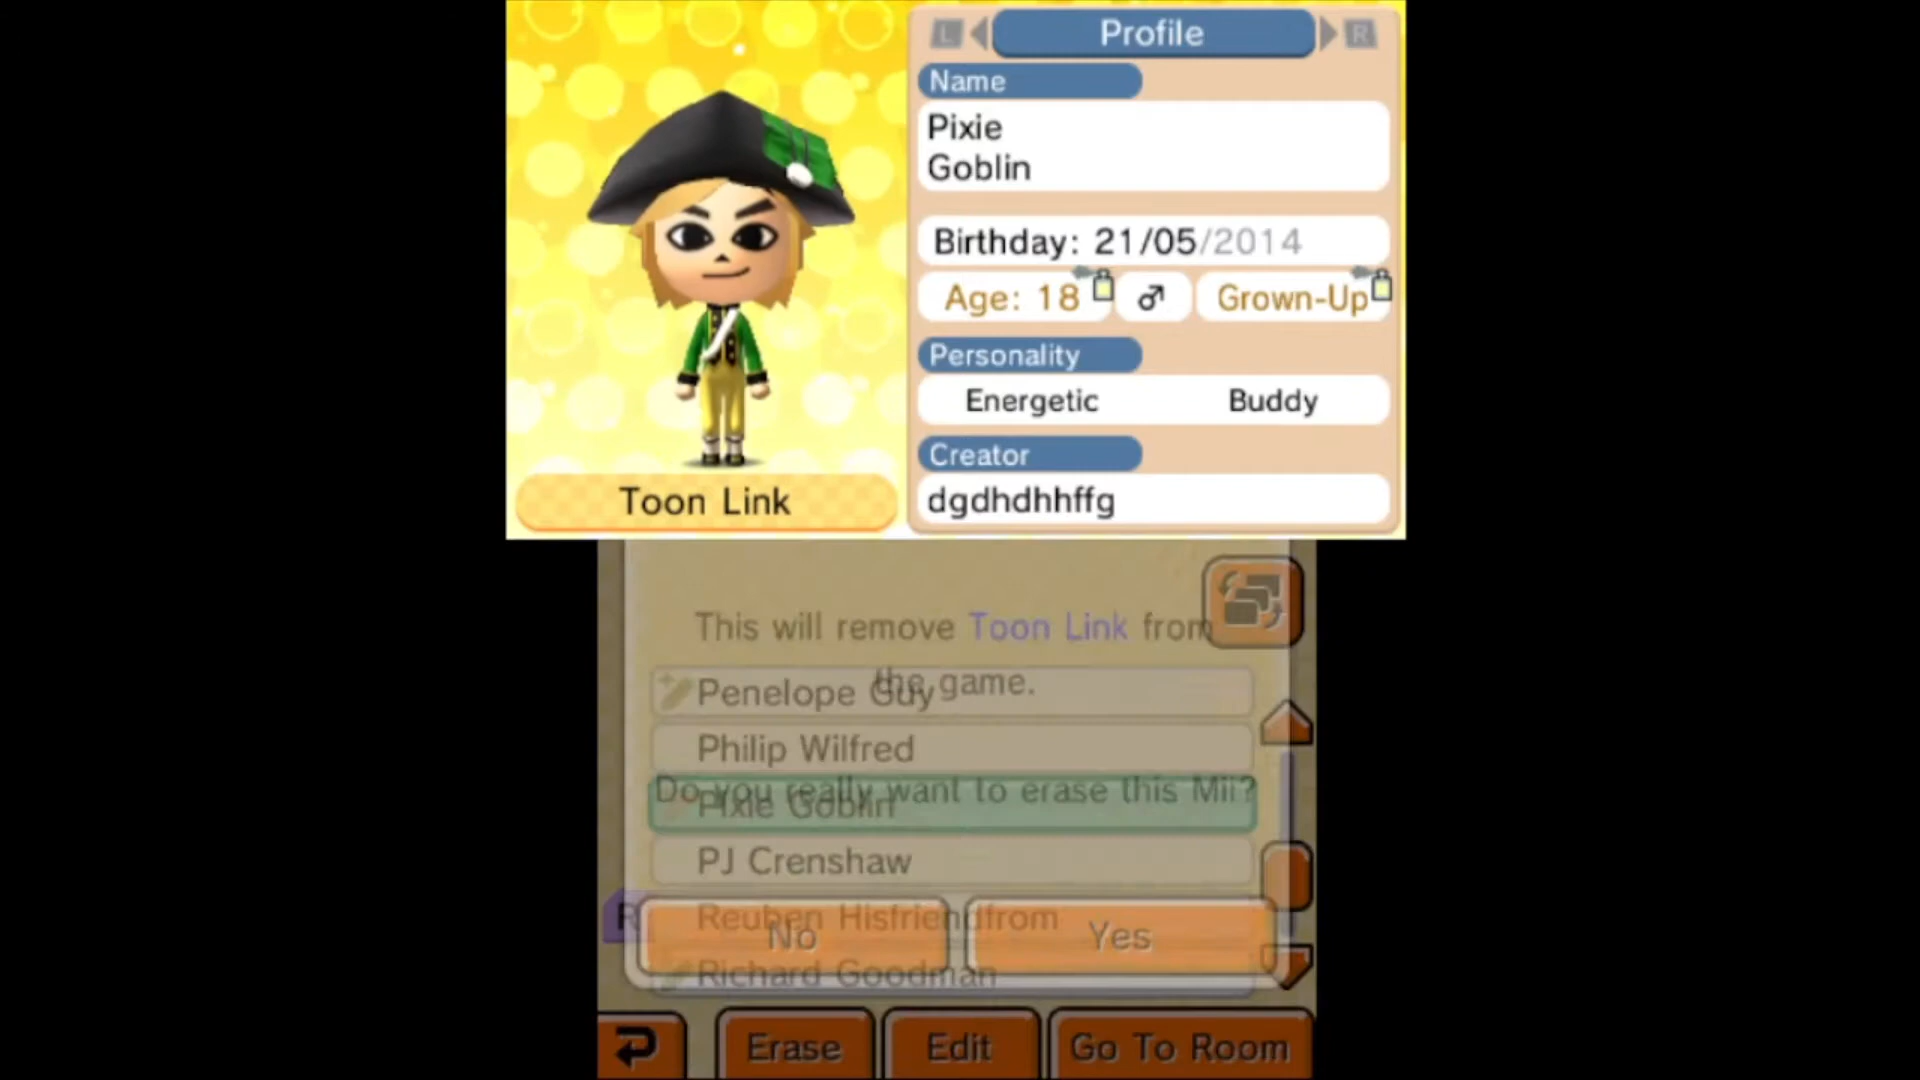 L Profile R
Name
Pixie
Goblin
Birthday: 21/05/2014
Age: 18 ♂ Grown-Up
Personality
Energetic Buddy
Creator
dgdhdhhffg
Toon Link
This will remove Toon Link from
the game.
Penelope Guy
Philip Wilfred
Do you really want to erase this Mii?
Pixie Goblin
PJ Crenshaw
R
Reuben Hisfriendfrom
No Yes
Richard Goodman
Erase Edit Go To Room